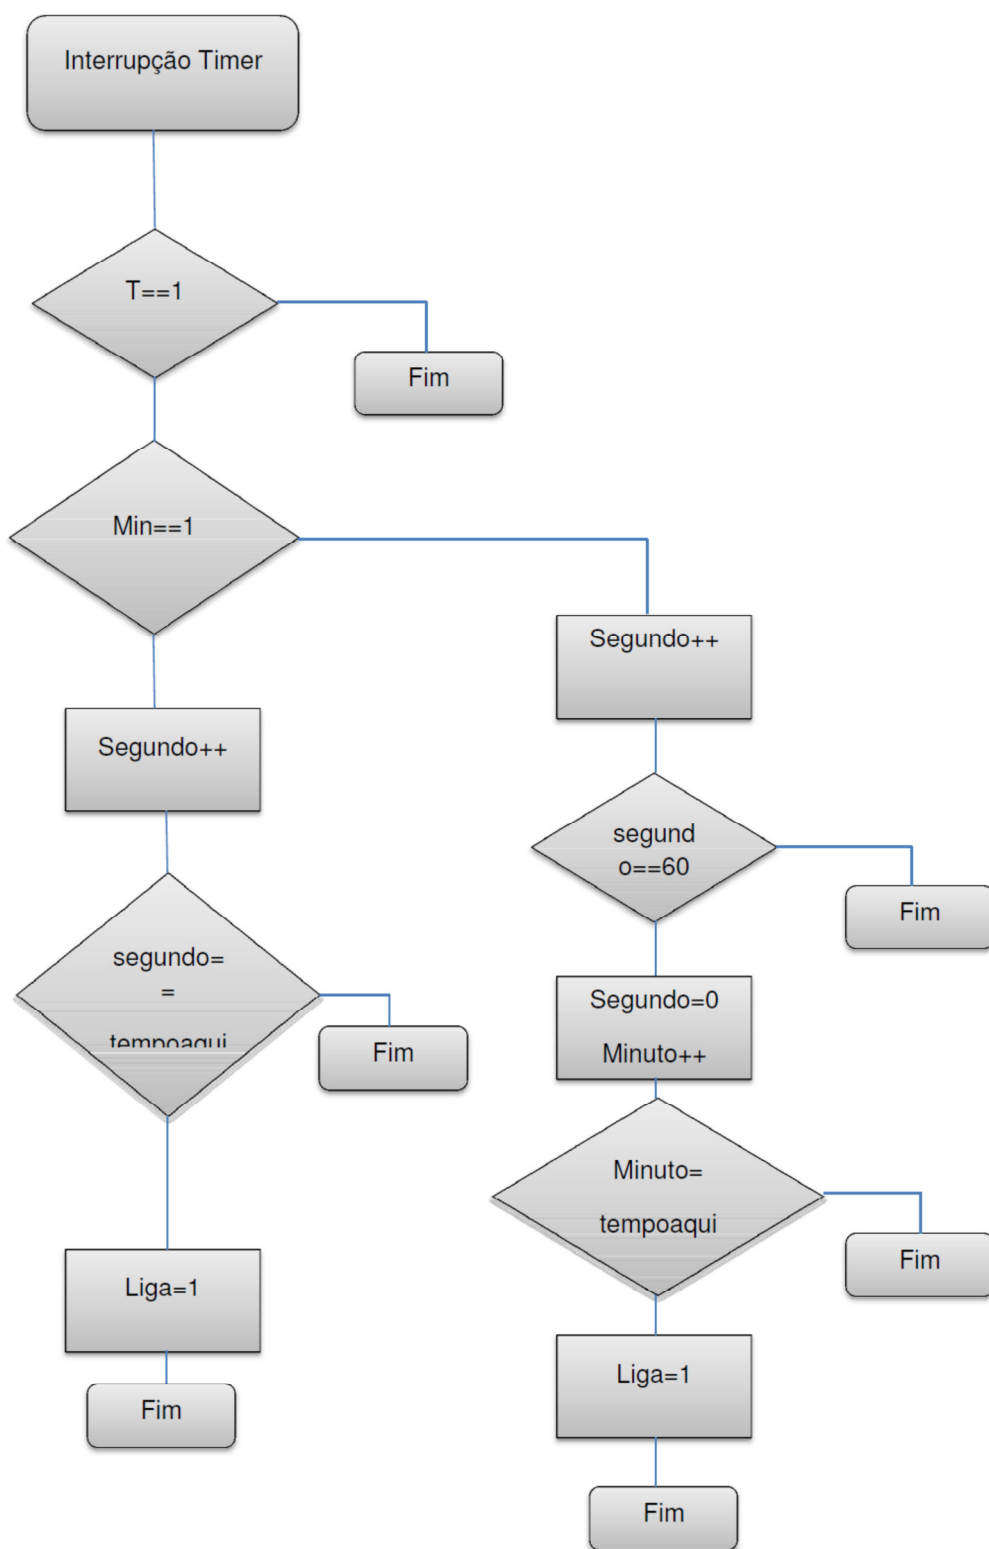 Interrupção Timer
T==1
Fim
Min==1
Segundo++
Segundo++
segund
o==60
Fim
segundo=
=
tempoaqui
Fim
Segundo=0
Minuto++
Minuto=
tempoaqui
Fim
Liga=1
Fim
Liga=1
Fim